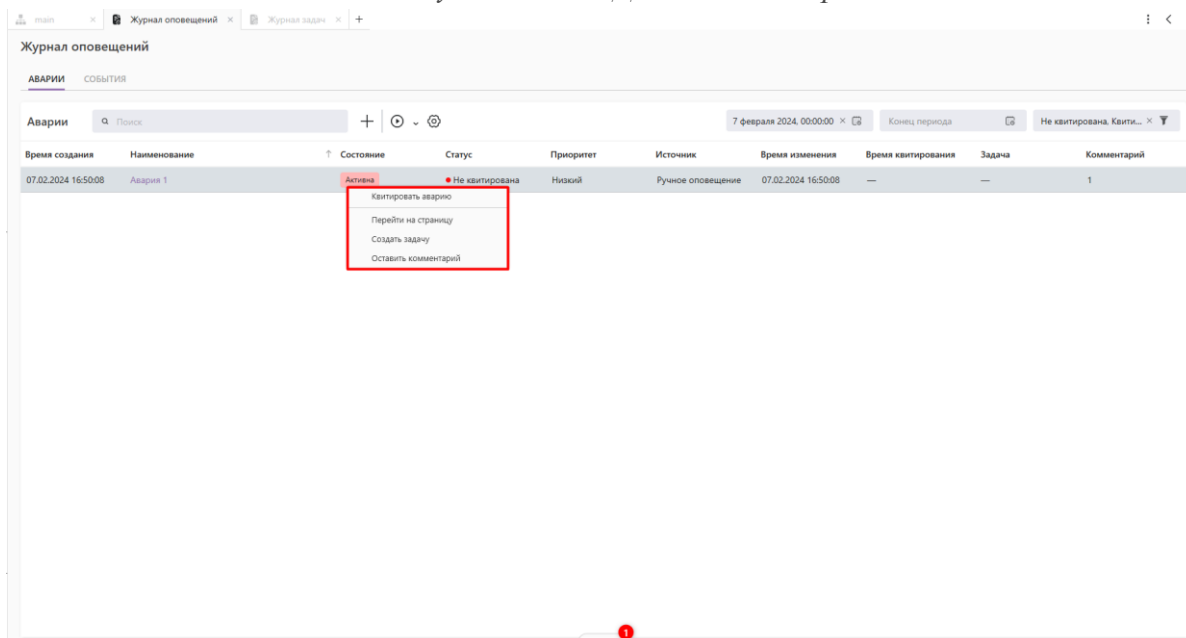 main × Журнал оповещений × Журнал задач × +
Журнал оповещений
АВАРИИ СОБЫТИЯ
Аварии Поиск 7 февраля 2024, 00:00:00 × Конец периода Не квитирована, Квити... ×
Время создания Наименование ↑ Состояние Статус Приоритет Источник Время изменения Время квитирования Задача Комментарий
07.02.2024 16:50:08 Авария 1 Активна Не квитирована Низкий Ручное оповещение 07.02.2024 16:50:08 — — 1
Квитировать аварию
Перейти на страницу
Создать задачу
Оставить комментарий
1